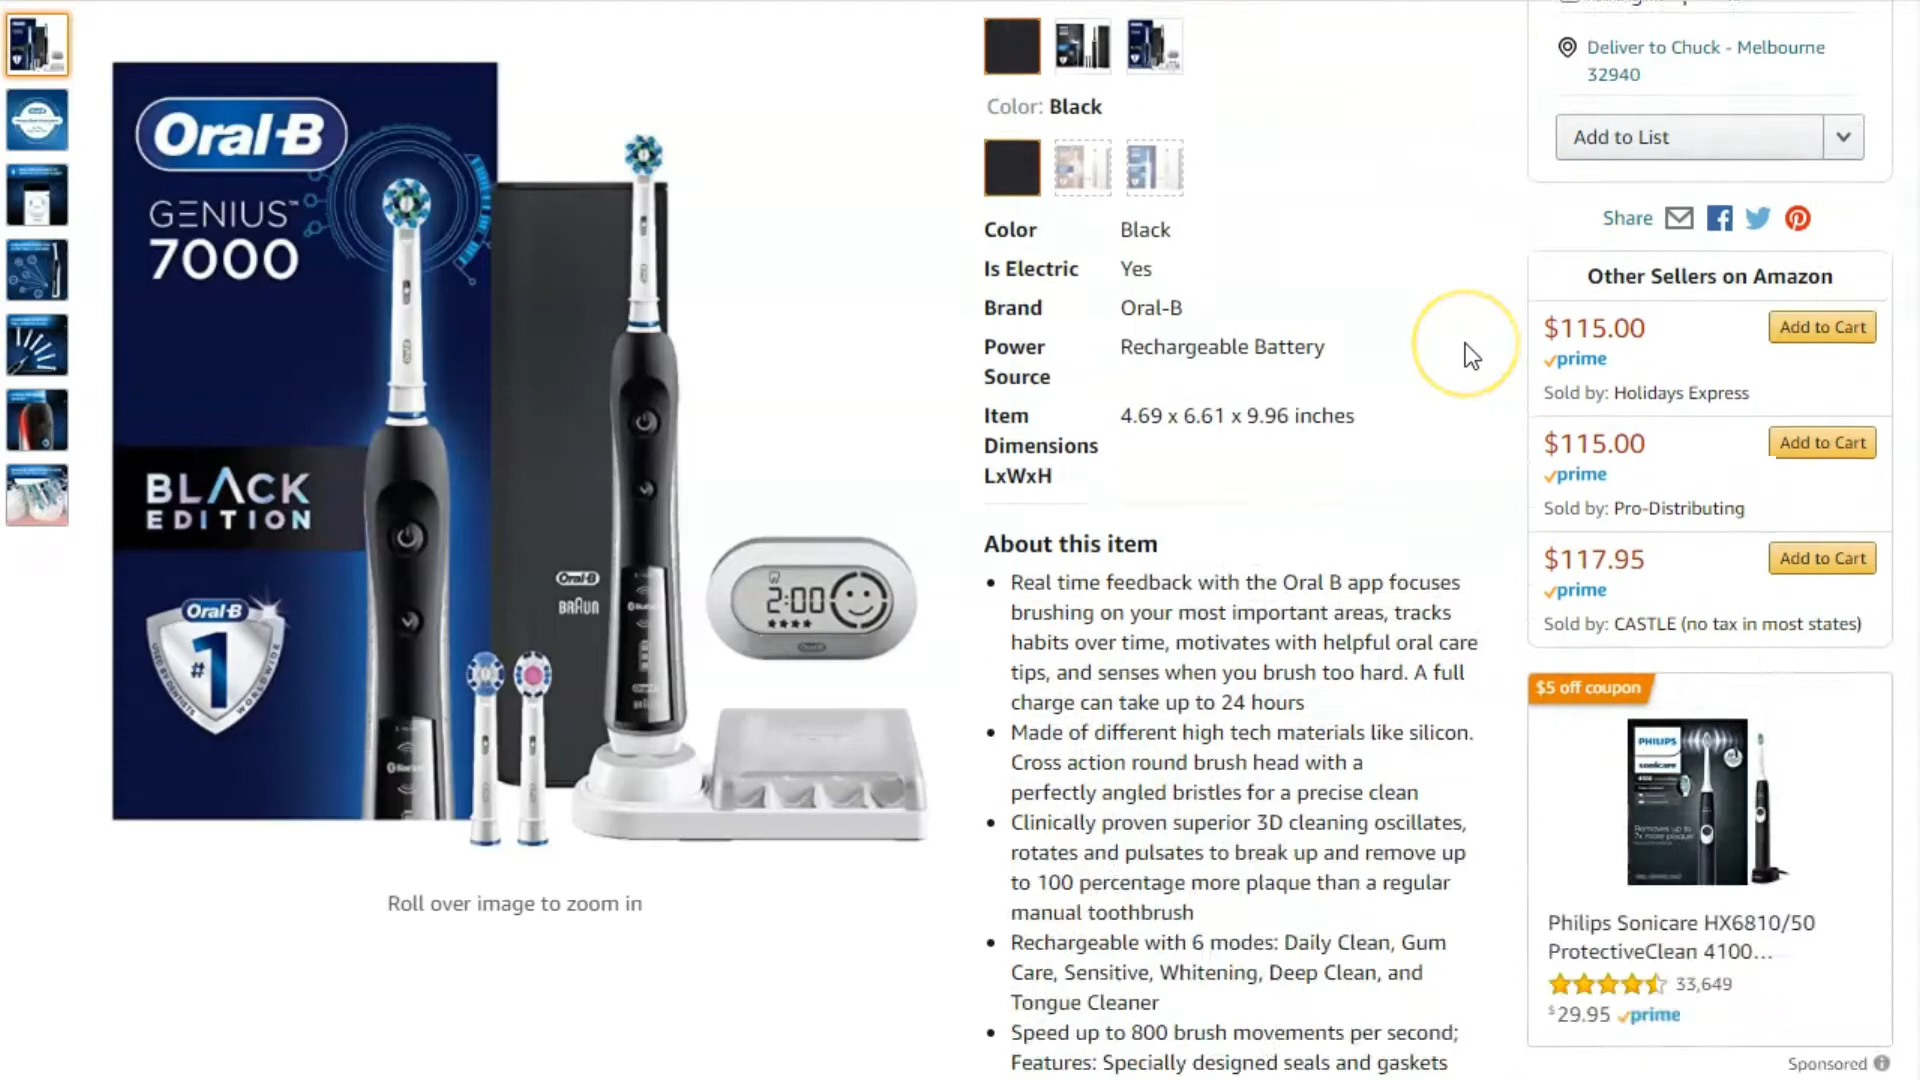 Oral-B
GENIUS™
7000
BLACK
EDITION
Oral-B
#1
USED BY DENTISTS WORLDWIDE
Oral-B
BRAUN
2:00
Roll over image to zoom in
Color: Black
Color Black
Is Electric Yes
Brand Oral-B
Power Rechargeable Battery
Source
Item 4.69 x 6.61 x 9.96 inches
Dimensions
LxWxH
About this item
• Real time feedback with the Oral B app focuses
brushing on your most important areas, tracks
habits over time, motivates with helpful oral care
tips, and senses when you brush too hard. A full
charge can take up to 24 hours
• Made of different high tech materials like silicon.
Cross action round brush head with a
perfectly angled bristles for a precise clean
• Clinically proven superior 3D cleaning oscillates,
rotates and pulsates to break up and remove up
to 100 percentage more plaque than a regular
manual toothbrush
• Rechargeable with 6 modes: Daily Clean, Gum
Care, Sensitive, Whitening, Deep Clean, and
Tongue Cleaner
• Speed up to 800 brush movements per second;
Features: Specially designed seals and gaskets
Deliver to Chuck - Melbourne
32940
Add to List
Share
Other Sellers on Amazon
$115.00 Add to Cart
prime
Sold by: Holidays Express
$115.00 Add to Cart
prime
Sold by: Pro-Distributing
$117.95 Add to Cart
prime
Sold by: CASTLE (no tax in most states)
$5 off coupon
PHILIPS
sonicare
Philips Sonicare HX6810/50
ProtectiveClean 4100...
33,649
$29.95 prime
Sponsored